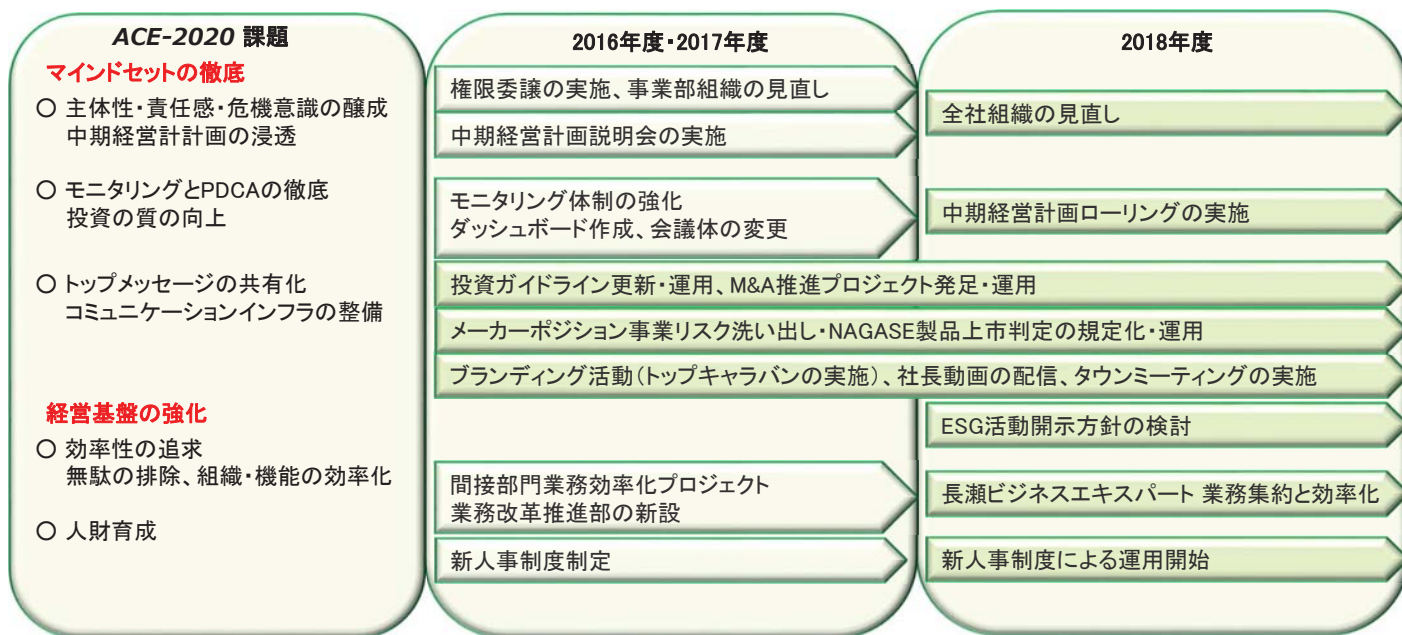 ACE-2020 課題
マインドセットの徹底
○ 主体性・責任感・危機意識の醸成
中期経営計計画の浸透
○ モニタリングとPDCAの徹底
投資の質の向上
○ トップメッセージの共有化
コミュニケーションインフラの整備
経営基盤の強化
○ 効率性の追求
無駄の排除、組織・機能の効率化
○ 人財育成
2016年度・2017年度
権限委譲の実施、事業部組織の見直し
中期経営計画説明会の実施
モニタリング体制の強化
ダッシュボード作成、会議体の変更
投資ガイドライン更新・運用、M&A推進プロジェクト発足・運用
メーカーポジション事業リスク洗い出し・NAGASE製品上市判定の規定化・運用
ブランディング活動（トップキャラバンの実施）、社長動画の配信、タウンミーティングの実施
間接部門業務効率化プロジェクト
業務改革推進部の新設
新人事制度制定
2018年度
全社組織の見直し
中期経営計画ローリングの実施
ESG活動開示方針の検討
長瀬ビジネスエキスパート 業務集約と効率化
新人事制度による運用開始